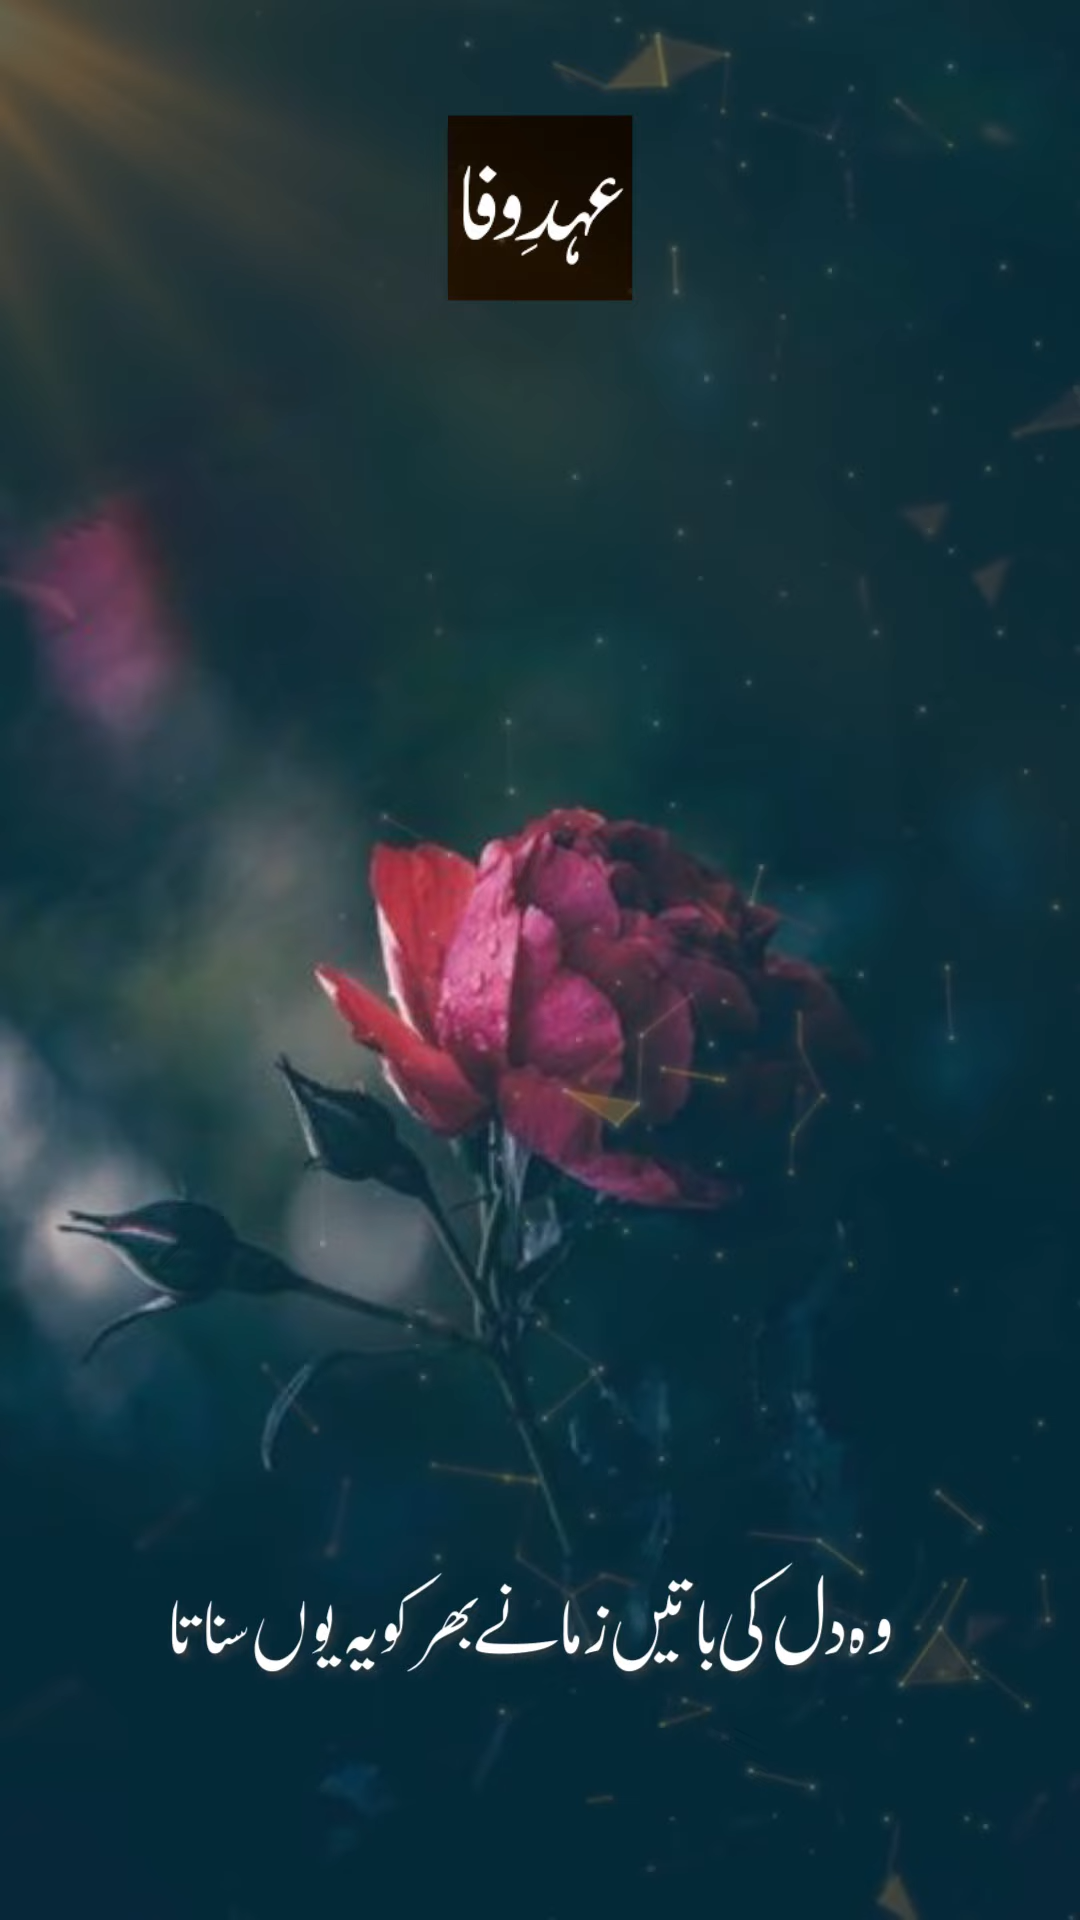 عہدِ وفا
وہ دل کی باتیں زمانے بھر کو یہ یوں سناتا